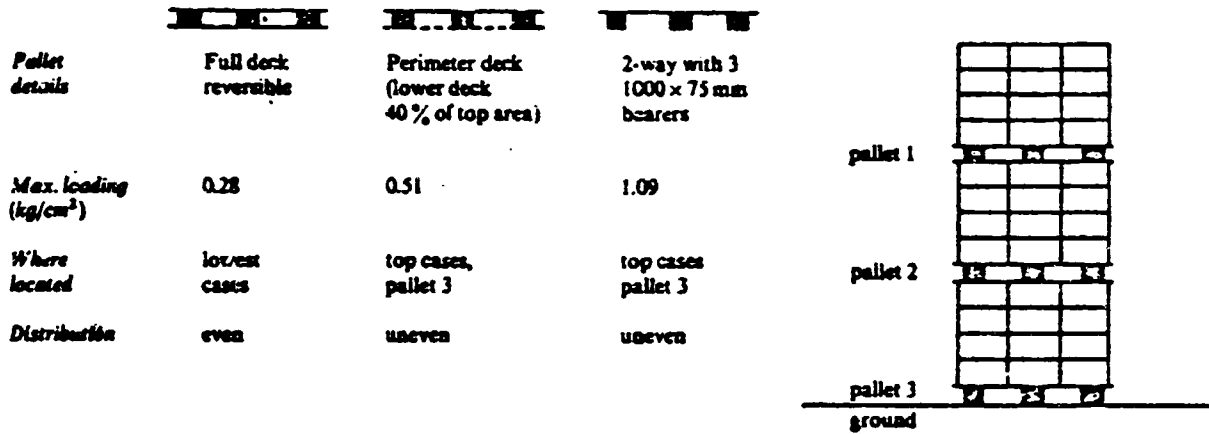 Pallet
details
Full deck
reversible
Perimeter deck
(lower deck
40% of top area)
2-way with 3
1000 × 75 mm
bearers
Max. loading
(kg/cm²)
0.28
0.51
1.09
Where
located
lowest
cases
top cases,
pallet 3
top cases
pallet 3
Distribution
even
uneven
uneven
pallet 1
pallet 2
pallet 3
ground